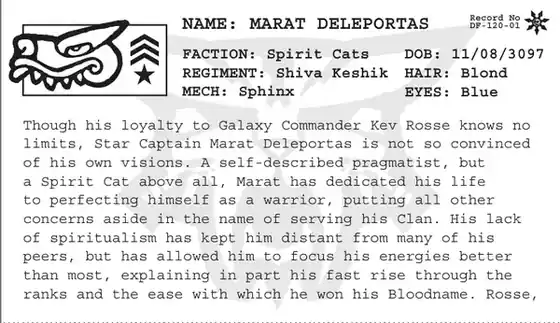 NAME: MARAT DELEPORTAS
Record No
DF-120-01
FACTION: Spirit Cats DOB: 11/08/3097
REGIMENT: Shiva Keshik HAIR: Blond
MECH: Sphinx EYES: Blue
Though his loyalty to Galaxy Commander Kev Rosse knows no
limits, Star Captain Marat Deleportas is not so convinced
of his own visions. A self-described pragmatist, but
a Spirit Cat above all, Marat has dedicated his life
to perfecting himself as a warrior, putting all other
concerns aside in the name of serving his Clan. His lack
of spiritualism has kept him distant from many of his
peers, but has allowed him to focus his energies better
than most, explaining in part his fast rise through the
ranks and the ease with which he won his Bloodname. Rosse,